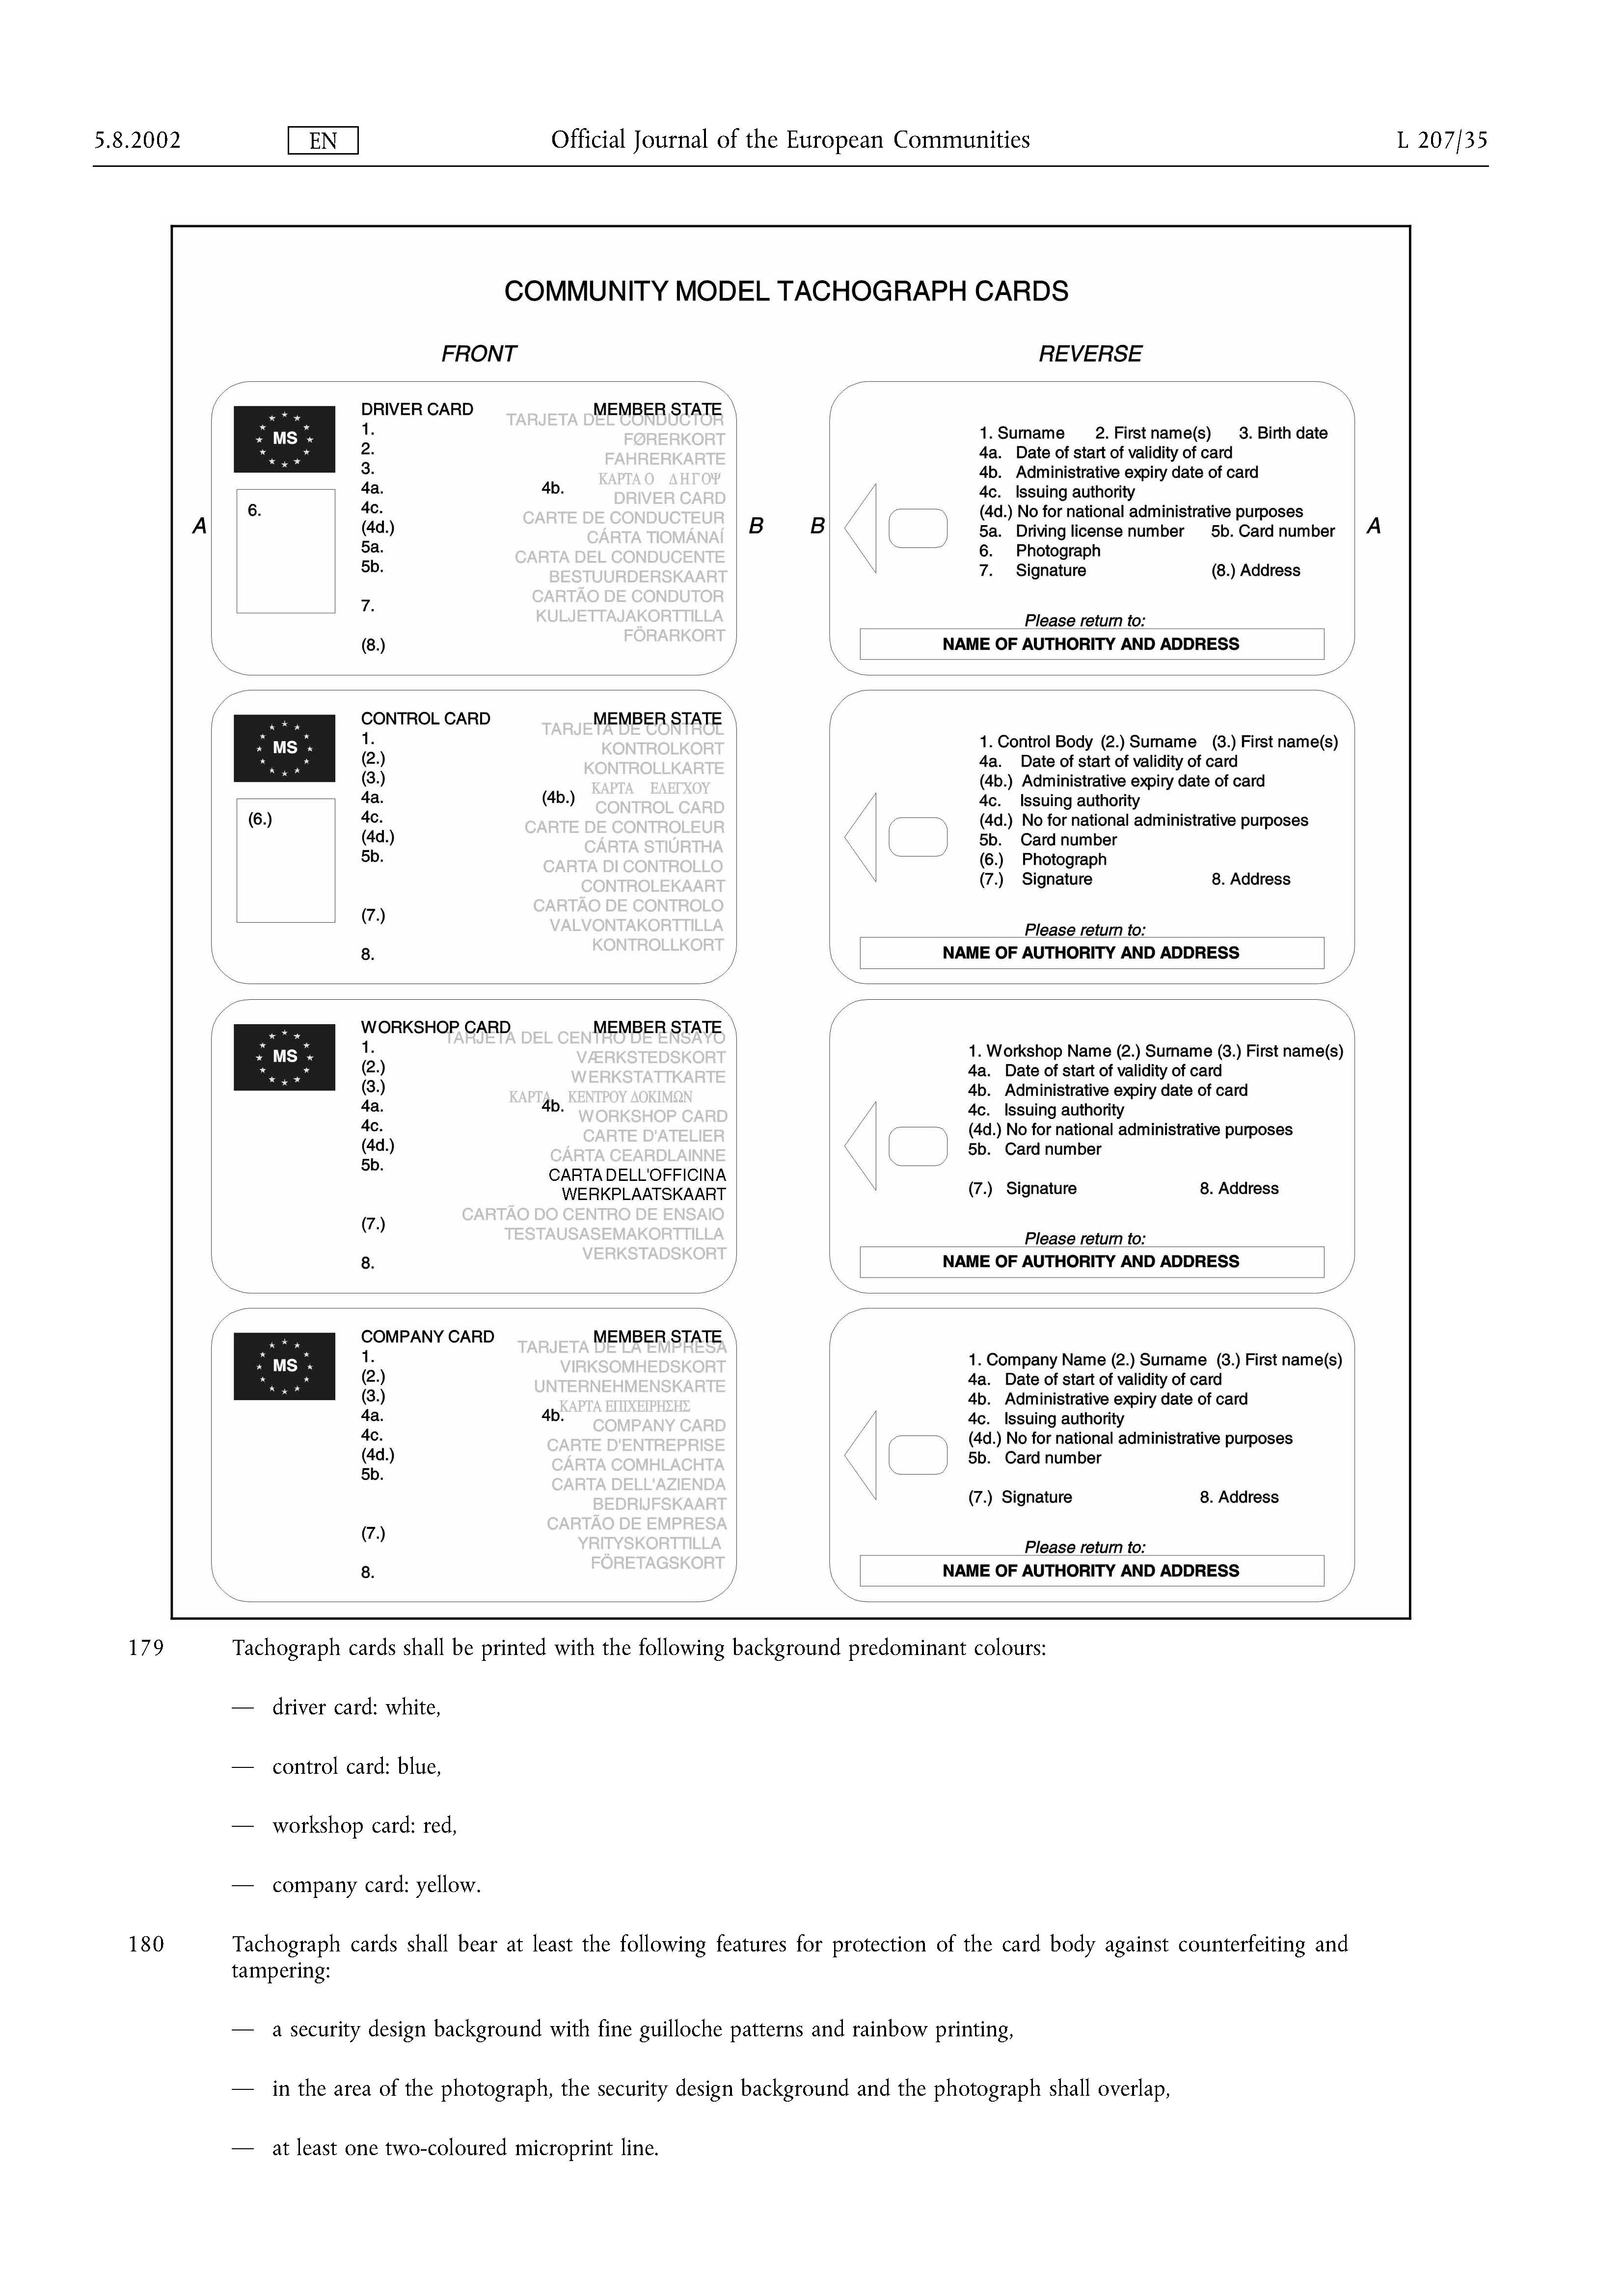 5.8.2002 EN Official Journal of the European Communities L 207/35
COMMUNITY MODEL TACHOGRAPH CARDS
FRONT REVERSE
A B B A
MS
6.
DRIVER CARD MEMBER STATE
1.
2.
3.
4a. 4b.
4c.
(4d.)
5a.
5b.
7.
(8.)
TARJETA DEL CONDUCTOR
FØRERKORT
FAHRERKARTE
ΚΑΡΤΑ Ο ΔΗΓΟΨ
DRIVER CARD
CARTE DE CONDUCTEUR
CÁRTA TIOMÁNAÍ
CARTA DEL CONDUCENTE
BESTUURDERSKAART
CARTÃO DE CONDUTOR
KULJETTAJAKORTTILLA
FÖRARKORT
1. Surname 2. First name(s) 3. Birth date
4a. Date of start of validity of card
4b. Administrative expiry date of card
4c. Issuing authority
(4d.) No for national administrative purposes
5a. Driving license number 5b. Card number
6. Photograph
7. Signature (8.) Address
Please return to:
NAME OF AUTHORITY AND ADDRESS
MS
(6.)
CONTROL CARD MEMBER STATE
1.
(2.)
(3.)
4a. (4b.)
4c.
(4d.)
5b.
(7.)
8.
TARJETA DE CONTROL
KONTROLKORT
KONTROLLKARTE
ΚΑΡΤΑ ΕΛΕΓΧΟΥ
CONTROL CARD
CARTE DE CONTROLEUR
CÁRTA STIÚRTHA
CARTA DI CONTROLLO
CONTROLEKAART
CARTÃO DE CONTROLO
VALVONTAKORTTILLA
KONTROLLKORT
1. Control Body (2.) Surname (3.) First name(s)
4a. Date of start of validity of card
(4b.) Administrative expiry date of card
4c. Issuing authority
(4d.) No for national administrative purposes
5b. Card number
(6.) Photograph
(7.) Signature 8. Address
Please return to:
NAME OF AUTHORITY AND ADDRESS
MS
WORKSHOP CARD MEMBER STATE
1.
(2.)
(3.)
4a. 4b.
4c.
(4d.)
5b.
(7.)
8.
TARJETA DEL CENTRO DE ENSAYO
VÆRKSTEDSKORT
WERKSTATTKARTE
ΚΑΡΤΑ ΚΕΝΤΡΟΥ ΔΟΚΙΜΩΝ
WORKSHOP CARD
CARTE D'ATELIER
CÁRTA CEARDLAINNE
CARTA DELL'OFFICINA
WERKPLAATSKAART
CARTÃO DO CENTRO DE ENSAIO
TESTAUSASEMAKORTTILLA
VERKSTADSKORT
1. Workshop Name (2.) Surname (3.) First name(s)
4a. Date of start of validity of card
4b. Administrative expiry date of card
4c. Issuing authority
(4d.) No for national administrative purposes
5b. Card number
(7.) Signature 8. Address
Please return to:
NAME OF AUTHORITY AND ADDRESS
MS
COMPANY CARD MEMBER STATE
1.
(2.)
(3.)
4a. 4b.
4c.
(4d.)
5b.
(7.)
8.
TARJETA DE LA EMPRESA
VIRKSOMHEDSKORT
UNTERNEHMENSKARTE
ΚΑΡΤΑ ΕΠΙΧΕΙΡΗΣΗΣ
COMPANY CARD
CARTE D'ENTREPRISE
CÁRTA COMHLACHTA
CARTA DELL'AZIENDA
BEDRIJFSKAART
CARTÃO DE EMPRESA
YRITYSKORTTILLA
FÖRETAGSKORT
1. Company Name (2.) Surname (3.) First name(s)
4a. Date of start of validity of card
4b. Administrative expiry date of card
4c. Issuing authority
(4d.) No for national administrative purposes
5b. Card number
(7.) Signature 8. Address
Please return to:
NAME OF AUTHORITY AND ADDRESS
179 Tachograph cards shall be printed with the following background predominant colours:
— driver card: white,
— control card: blue,
— workshop card: red,
— company card: yellow.
180 Tachograph cards shall bear at least the following features for protection of the card body against counterfeiting and
tampering:
— a security design background with fine guilloche patterns and rainbow printing,
— in the area of the photograph, the security design background and the photograph shall overlap,
— at least one two-coloured microprint line.